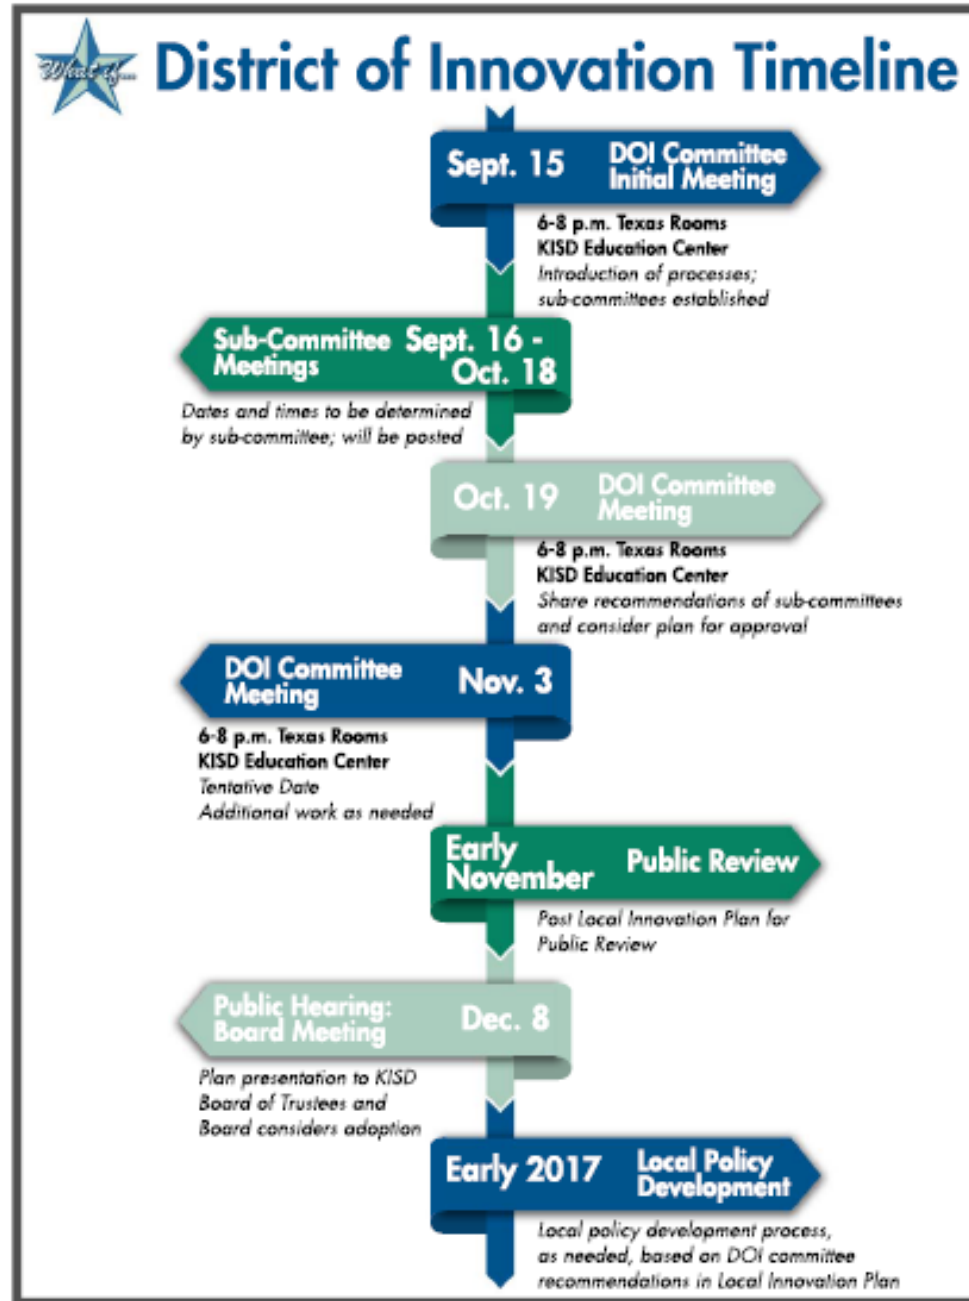 What if...
District of Innovation Timeline
Sept. 15
DOI Committee
Initial Meeting
6-8 p.m. Texas Rooms
KISD Education Center
Introduction of processes;
sub-committees established
Sub-Committee
Meetings
Sept. 16 -
Oct. 18
Dates and times to be determined
by sub-committee; will be posted
Oct. 19
DOI Committee
Meeting
6-8 p.m. Texas Rooms
KISD Education Center
Share recommendations of sub-committees
and consider plan for approval
DOI Committee
Meeting
Nov. 3
6-8 p.m. Texas Rooms
KISD Education Center
Tentative Date
Additional work as needed
Early
November
Public Review
Post Local Innovation Plan for
Public Review
Public Hearing:
Board Meeting
Dec. 8
Plan presentation to KISD
Board of Trustees and
Board considers adoption
Early 2017
Local Policy
Development
Local policy development process,
as needed, based on DOI committee
recommendations in Local Innovation Plan